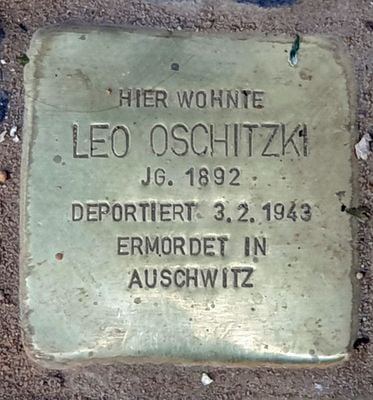 HIER WOHNTE
LEO OSCHITZKI
JG. 1892
DEPORTIERT 3.2.1943
ERMORDET IN
AUSCHWITZ